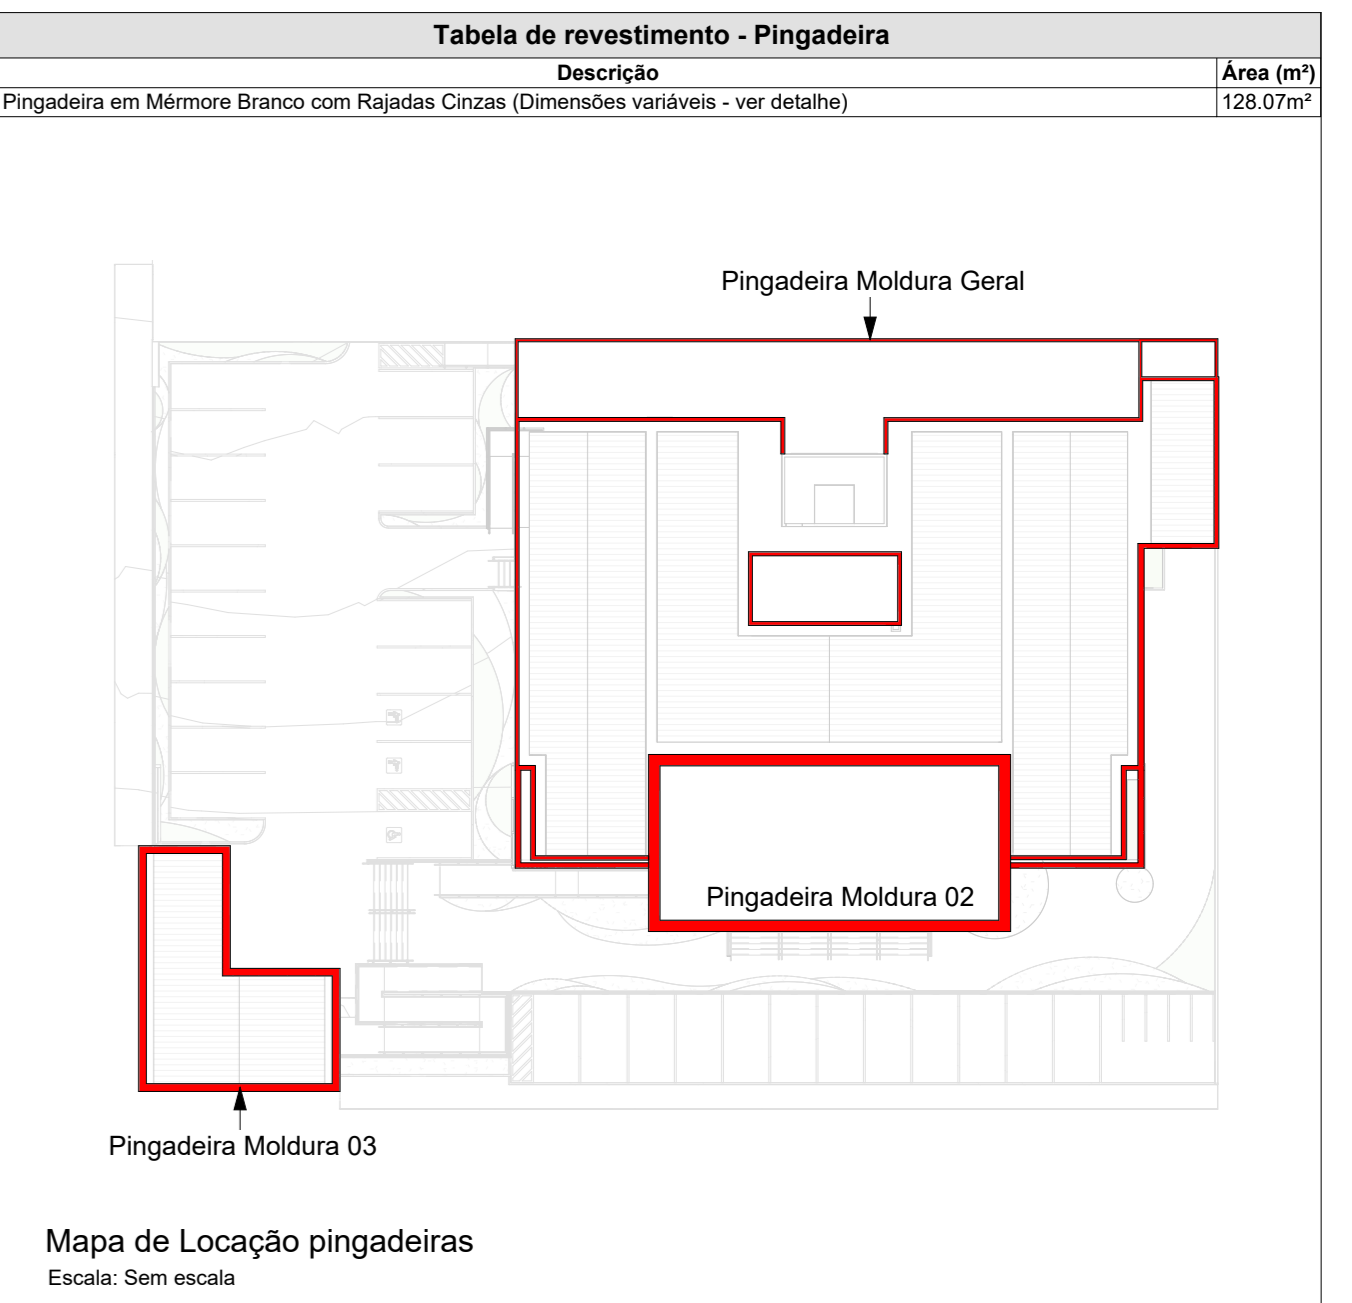 Tabela de revestimento - Pingadeira
Descrição Área (m²)
Pingadeira em Mérmore Branco com Rajadas Cinzas (Dimensões variáveis - ver detalhe) 128.07m²
Pingadeira Moldura Geral
Pingadeira Moldura 02
Pingadeira Moldura 03
Mapa de Locação pingadeiras
Escala: Sem escala